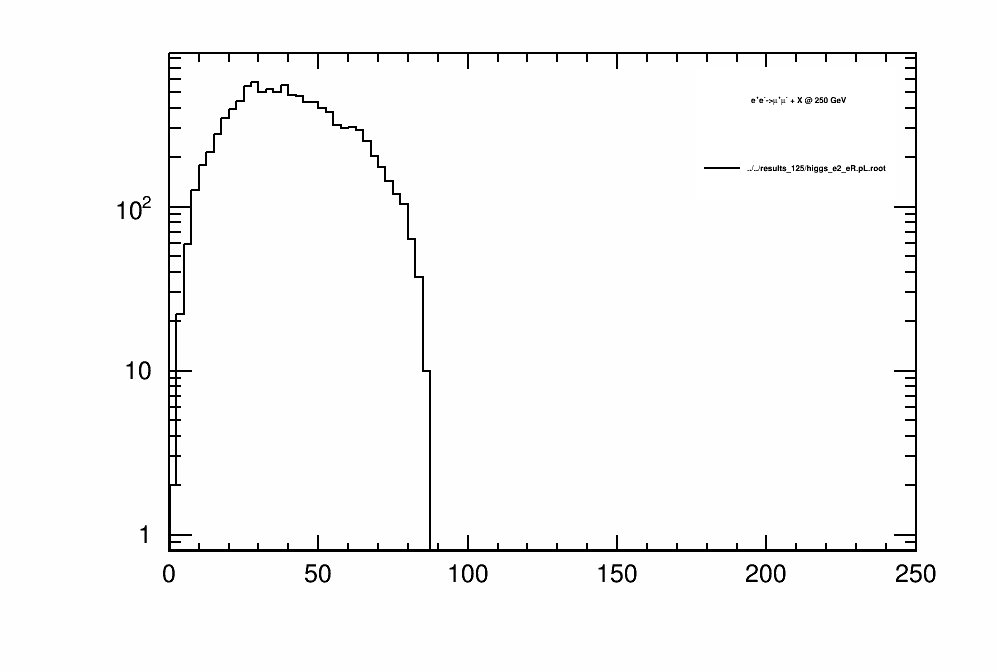 e⁺e⁻->μ⁺μ⁻ + X @ 250 GeV
../../results_125/higgs_e2_eR.pL.root
10²
10
1
0 50 100 150 200 250